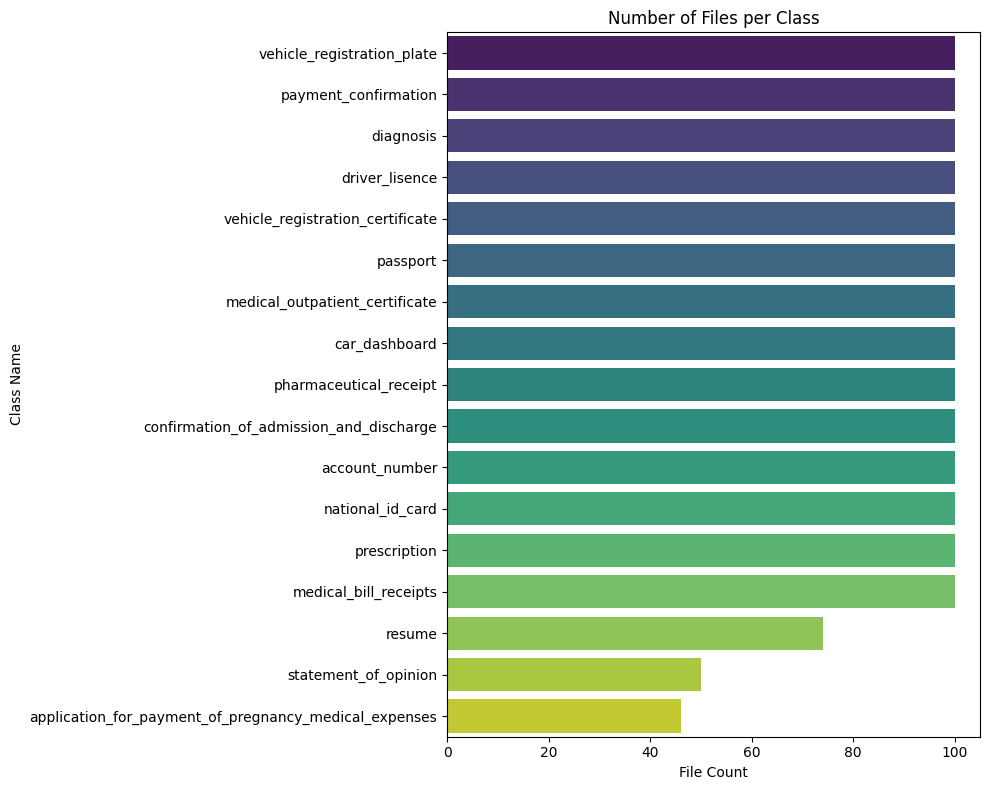 Number of Files per Class
vehicle_registration_plate
payment_confirmation
diagnosis
driver_lisence
vehicle_registration_certificate
passport
medical_outpatient_certificate
car_dashboard
pharmaceutical_receipt
confirmation_of_admission_and_discharge
account_number
national_id_card
prescription
medical_bill_receipts
resume
statement_of_opinion
application_for_payment_of_pregnancy_medical_expenses
Class Name
0 20 40 60 80 100
File Count